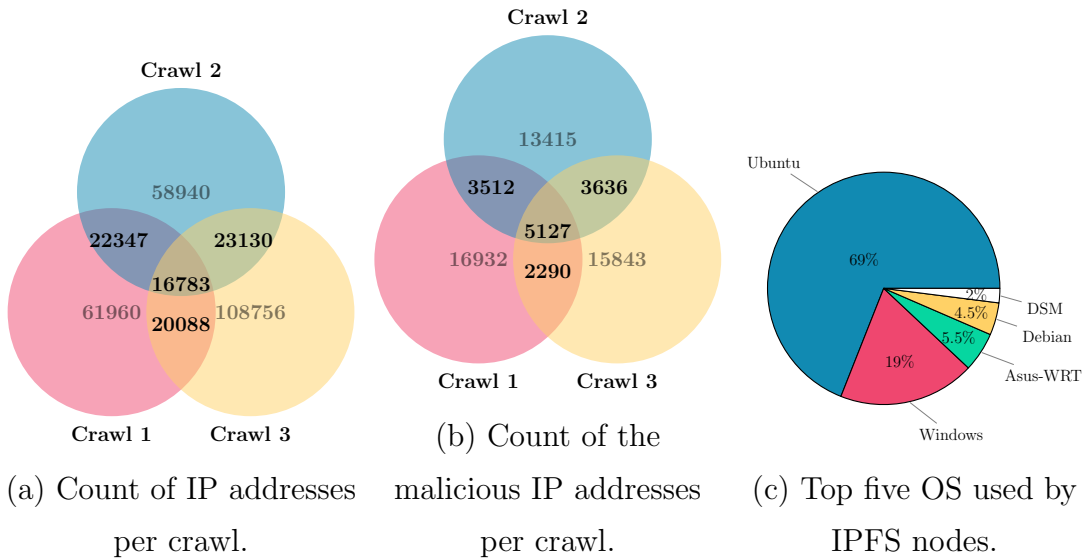 Crawl 2
58940
22347
23130
16783
61960
20088
108756
Crawl 1
Crawl 3
(a) Count of IP addresses
per crawl.
Crawl 2
13415
3512
3636
5127
16932
2290
15843
Crawl 1
Crawl 3
(b) Count of the
malicious IP addresses
per crawl.
Ubuntu
69%
2%
DSM
4.5%
Debian
5.5%
Asus-WRT
19%
Windows
(c) Top five OS used by
IPFS nodes.